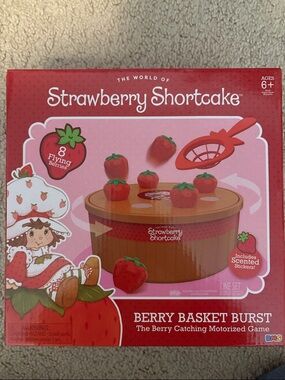 THE WORLD OF
Strawberry Shortcake
AGES
6+
8
Flying
Berries!
Strawberry
Shortcake
Includes
Scented
Stickers!
BERRY BASKET BURST
The Berry Catching Motorized Game
WARNING: